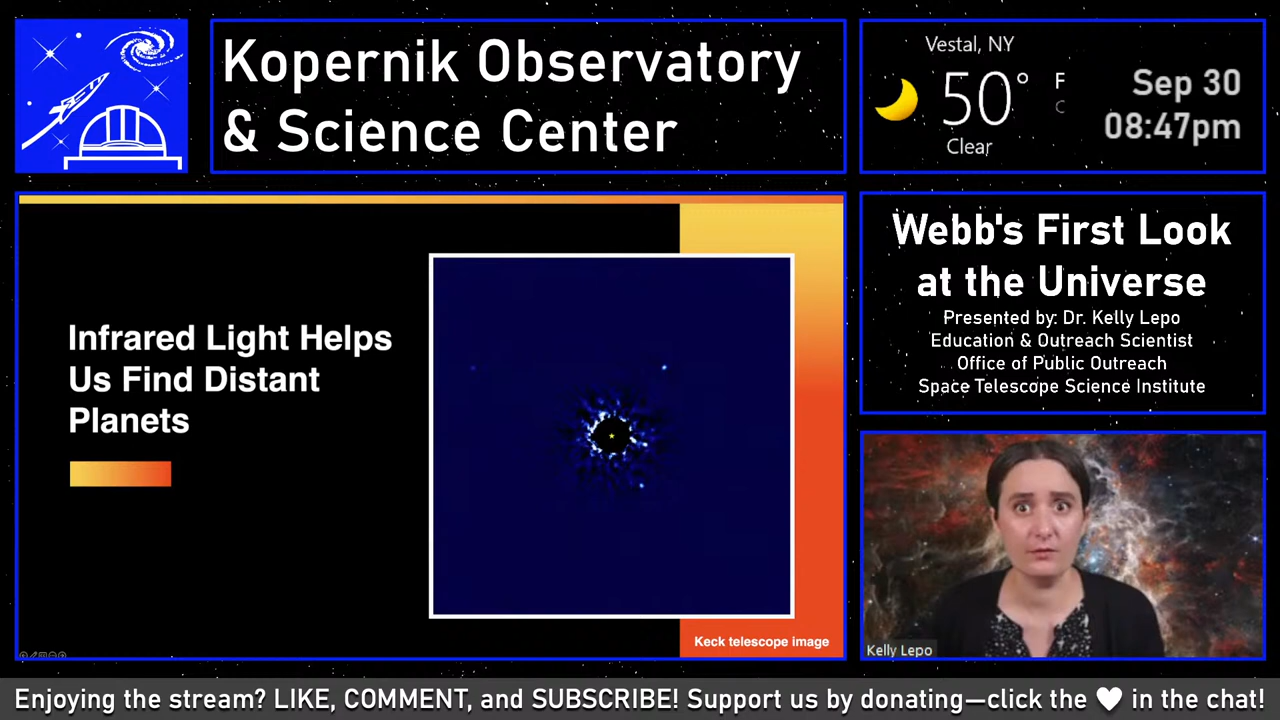 Kopernik Observatory
& Science Center
Vestal, NY
50° F
C
Clear
Sep 30
08:47pm
Infrared Light Helps
Us Find Distant
Planets
Keck telescope image
Webb's First Look
at the Universe
Presented by: Dr. Kelly Lepo
Education & Outreach Scientist
Office of Public Outreach
Space Telescope Science Institute
Kelly Lepo
Enjoying the stream? LIKE, COMMENT, and SUBSCRIBE! Support us by donating—click the ♥ in the chat!